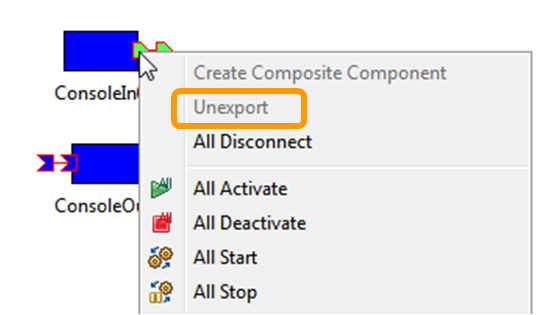 Create Composite Component
ConsoleIn
Unexport
All Disconnect
All Activate
ConsoleOu
All Deactivate
All Start
All Stop